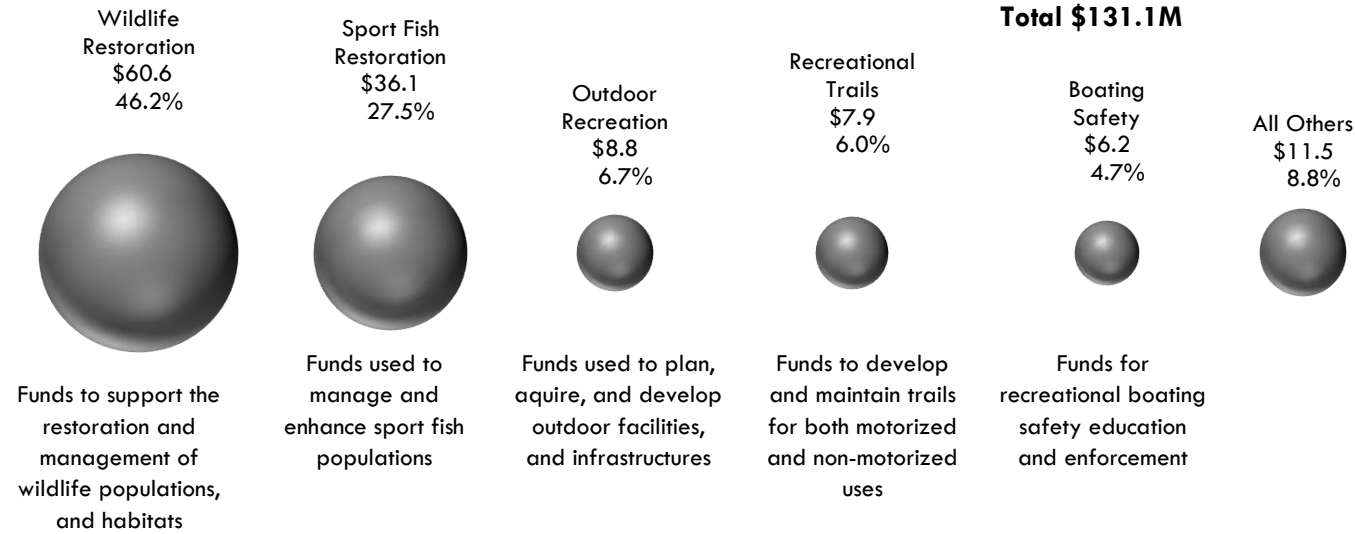 Total $131.1M
Wildlife
Restoration
$60.6
46.2%
Sport Fish
Restoration
$36.1
27.5%
Outdoor
Recreation
$8.8
6.7%
Recreational
Trails
$7.9
6.0%
Boating
Safety
$6.2
4.7%
All Others
$11.5
8.8%
Funds to support the
restoration and
management of
wildlife populations,
and habitats
Funds used to
manage and
enhance sport fish
populations
Funds used to plan,
aquire, and develop
outdoor facilities,
and infrastructures
Funds to develop
and maintain trails
for both motorized
and non-motorized
uses
Funds for
recreational boating
safety education
and enforcement